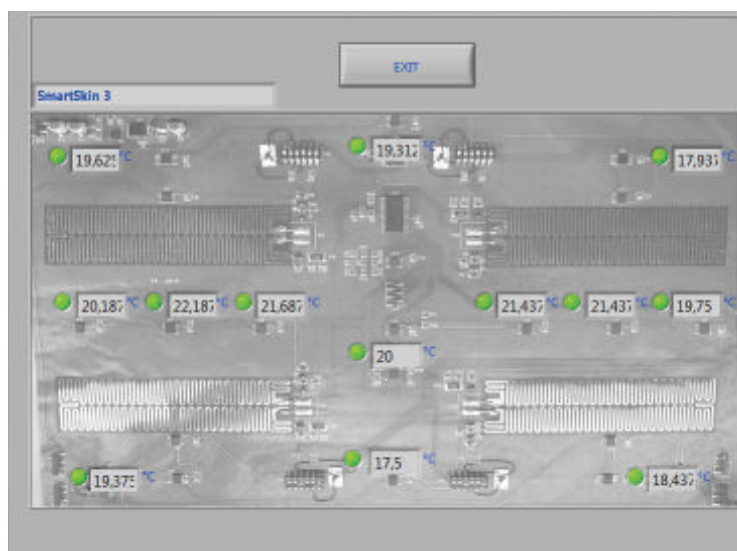 EXIT
SmartSkin 3
19,625 °C 19,312 °C 17,937
20,187 °C 22,187 °C 21,687 °C 21,437 °C 21,437 °C 19,75 °C
20 °C
17,5 °C
19,375 °C 18,437 °C